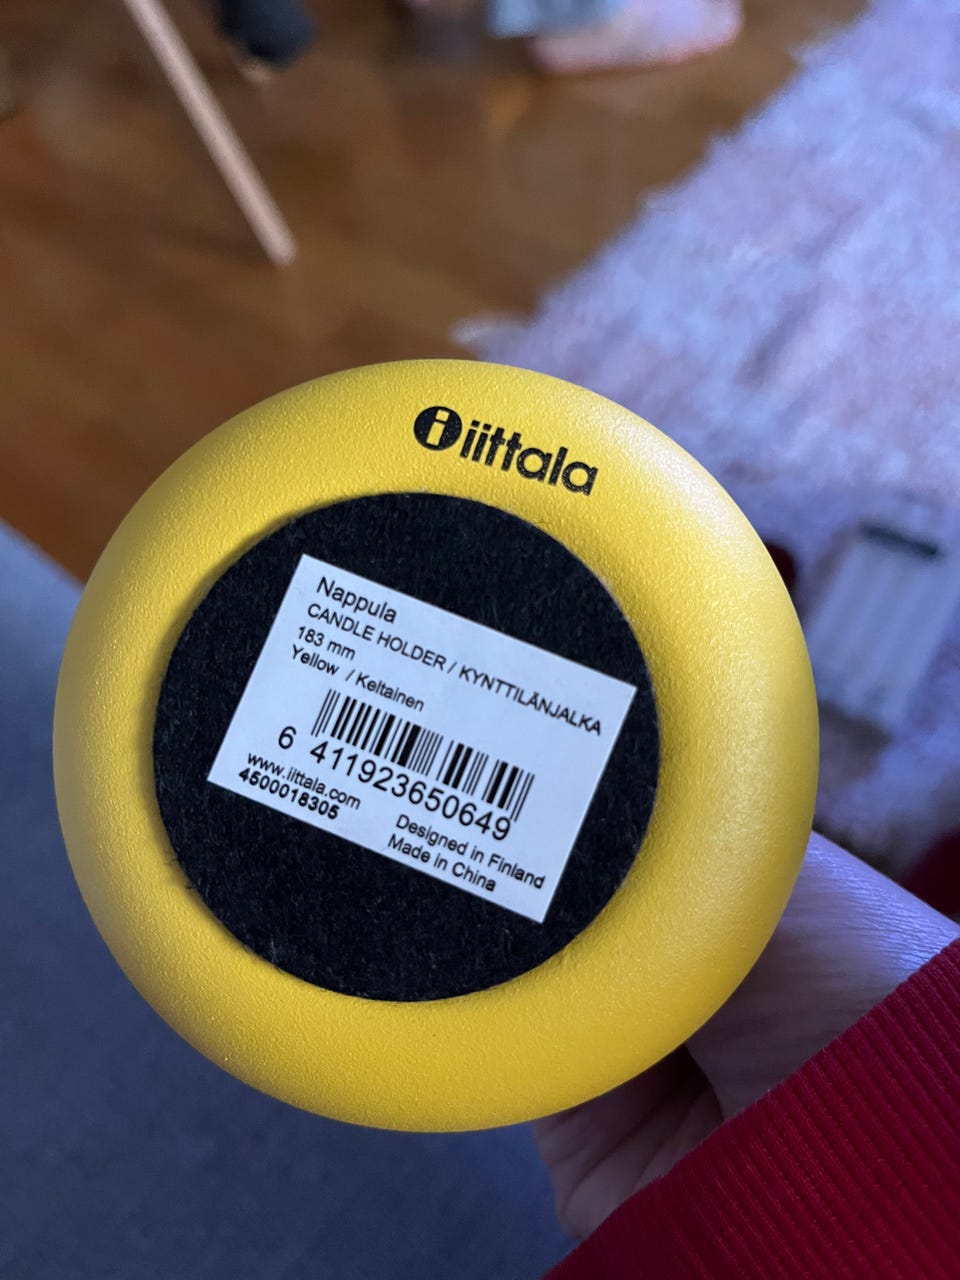 iittala
Nappula
CANDLE HOLDER / KYNTTILÄNJALKA
183 mm
Yellow / Keltainen
6 411923650649
www.iittala.com
4500018305
Designed in Finland
Made in China